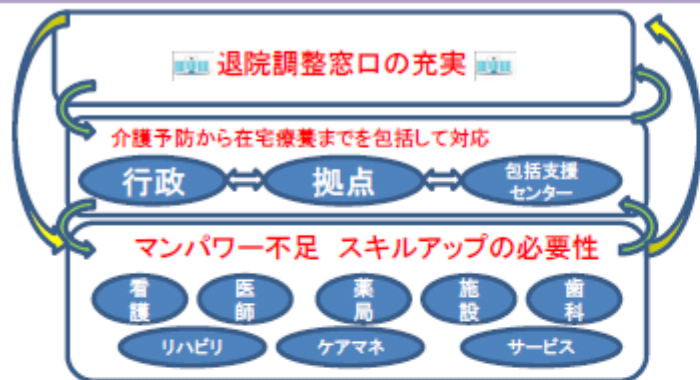 退院調整窓口の充実
介護予防から在宅療養までを包括して対応
行政
拠点
包括支援
センター
マンパワー不足 スキルアップの必要性
看護
医師
薬局
施設
歯科
リハビリ
ケアマネ
サービス